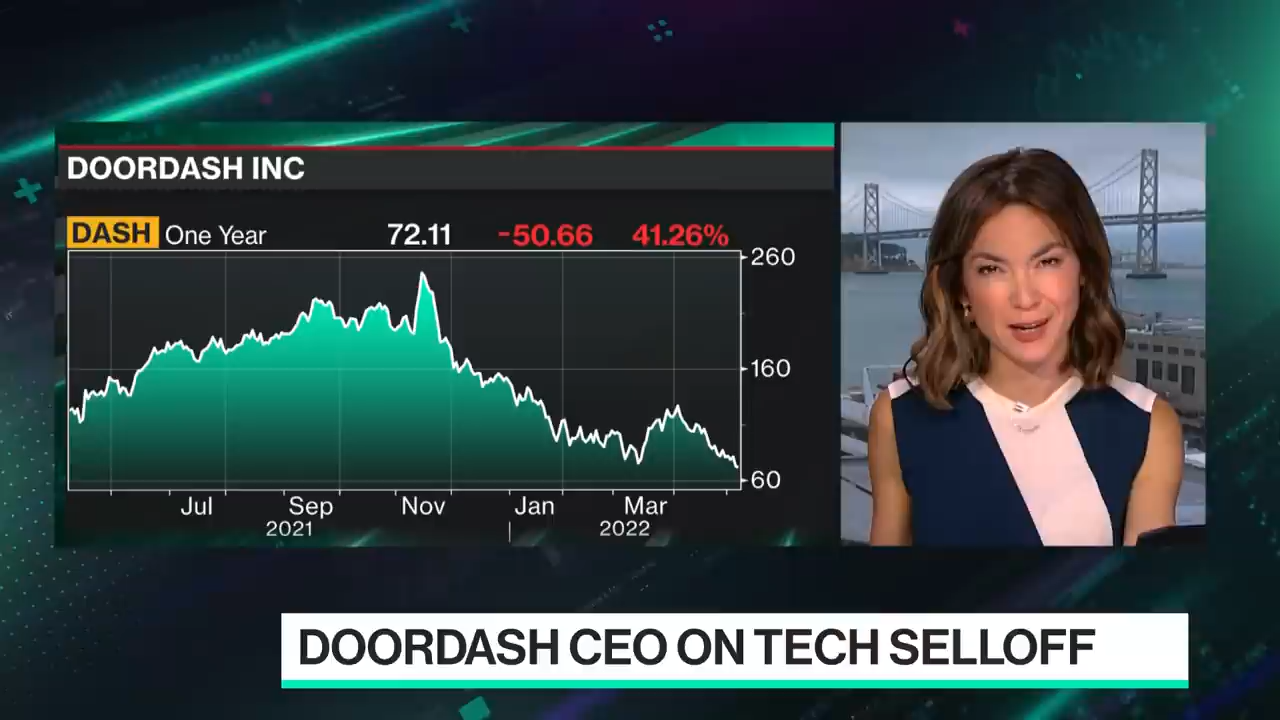 DOORDASH INC
DASH One Year 72.11 -50.66 41.26%
260
160
60
Jul Sep Nov Jan Mar
2021 2022
DOORDASH CEO ON TECH SELLOFF